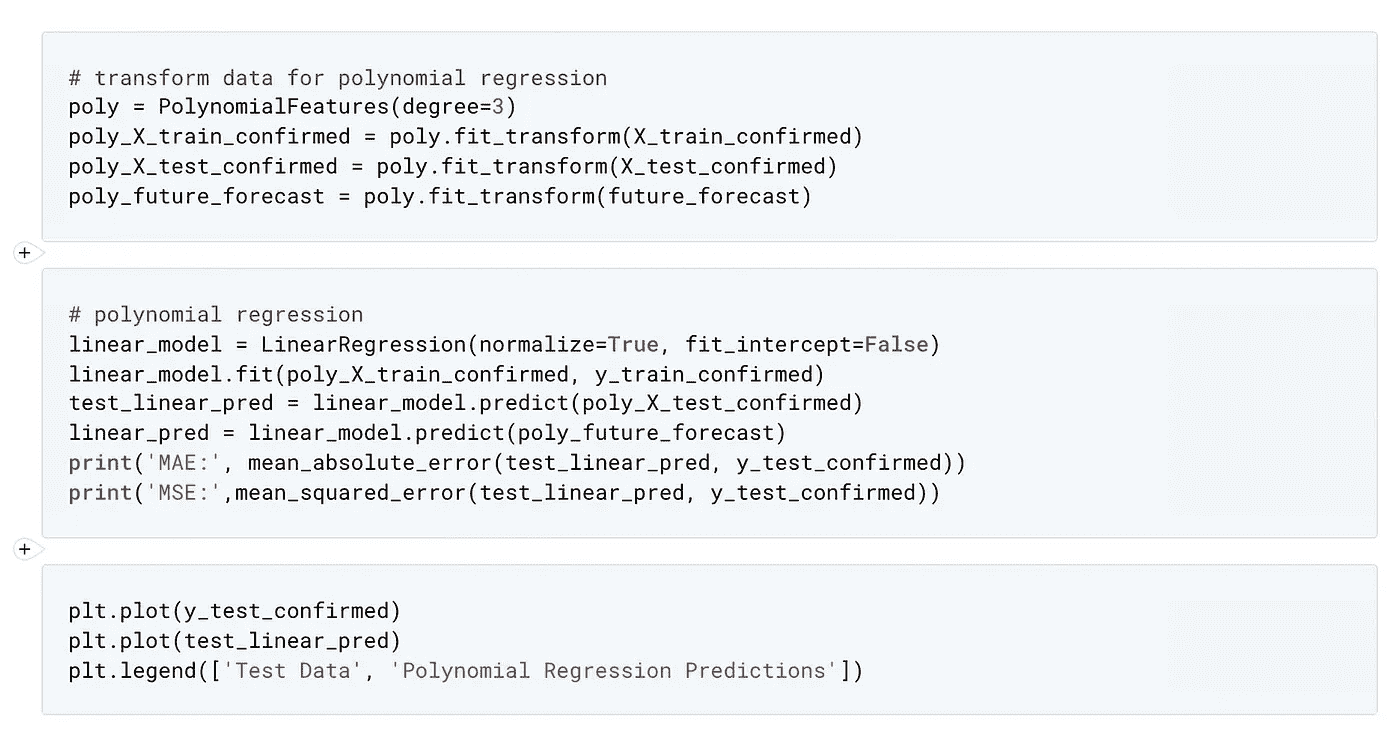 # transform data for polynomial regression
poly = PolynomialFeatures(degree=3)
poly_X_train_confirmed = poly.fit_transform(X_train_confirmed)
poly_X_test_confirmed = poly.fit_transform(X_test_confirmed)
poly_future_forecast = poly.fit_transform(future_forecast)
+
# polynomial regression
linear_model = LinearRegression(normalize=True, fit_intercept=False)
linear_model.fit(poly_X_train_confirmed, y_train_confirmed)
test_linear_pred = linear_model.predict(poly_X_test_confirmed)
linear_pred = linear_model.predict(poly_future_forecast)
print('MAE:', mean_absolute_error(test_linear_pred, y_test_confirmed))
print('MSE:',mean_squared_error(test_linear_pred, y_test_confirmed))
+
plt.plot(y_test_confirmed)
plt.plot(test_linear_pred)
plt.legend(['Test Data', 'Polynomial Regression Predictions'])